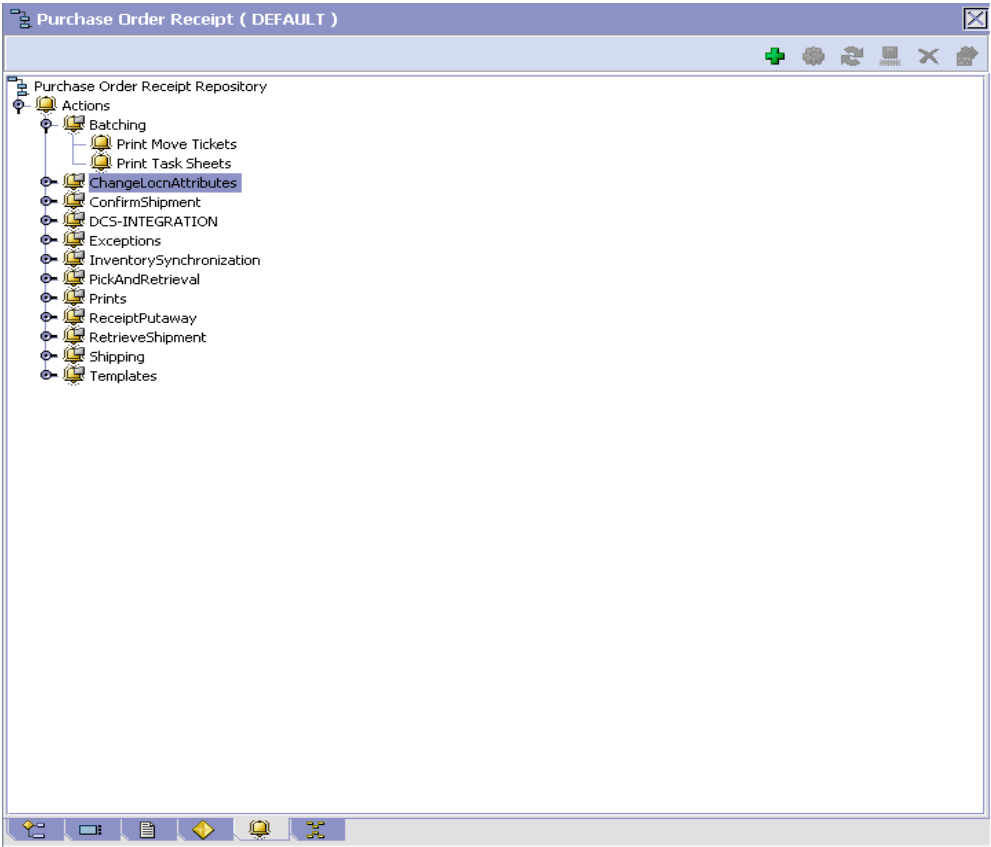 Purchase Order Receipt ( DEFAULT )
Purchase Order Receipt Repository
Actions
Batching
Print Move Tickets
Print Task Sheets
ChangeLocnAttributes
ConfirmShipment
DCS-INTEGRATION
Exceptions
InventorySynchronization
PickAndRetrieval
Prints
ReceiptPutaway
RetrieveShipment
Shipping
Templates